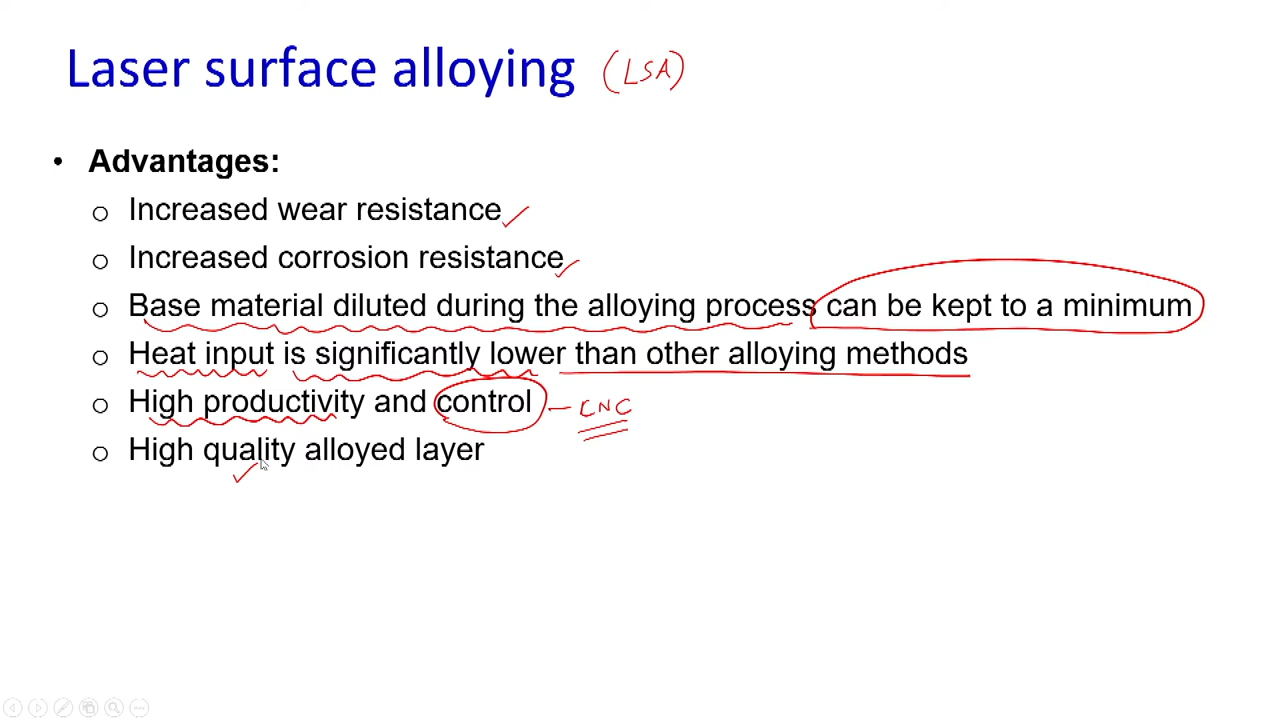 Laser surface alloying (LSA)
• Advantages:
o Increased wear resistance
o Increased corrosion resistance
o Base material diluted during the alloying process can be kept to a minimum
o Heat input is significantly lower than other alloying methods
o High productivity and control – CNC
o High quality alloyed layer